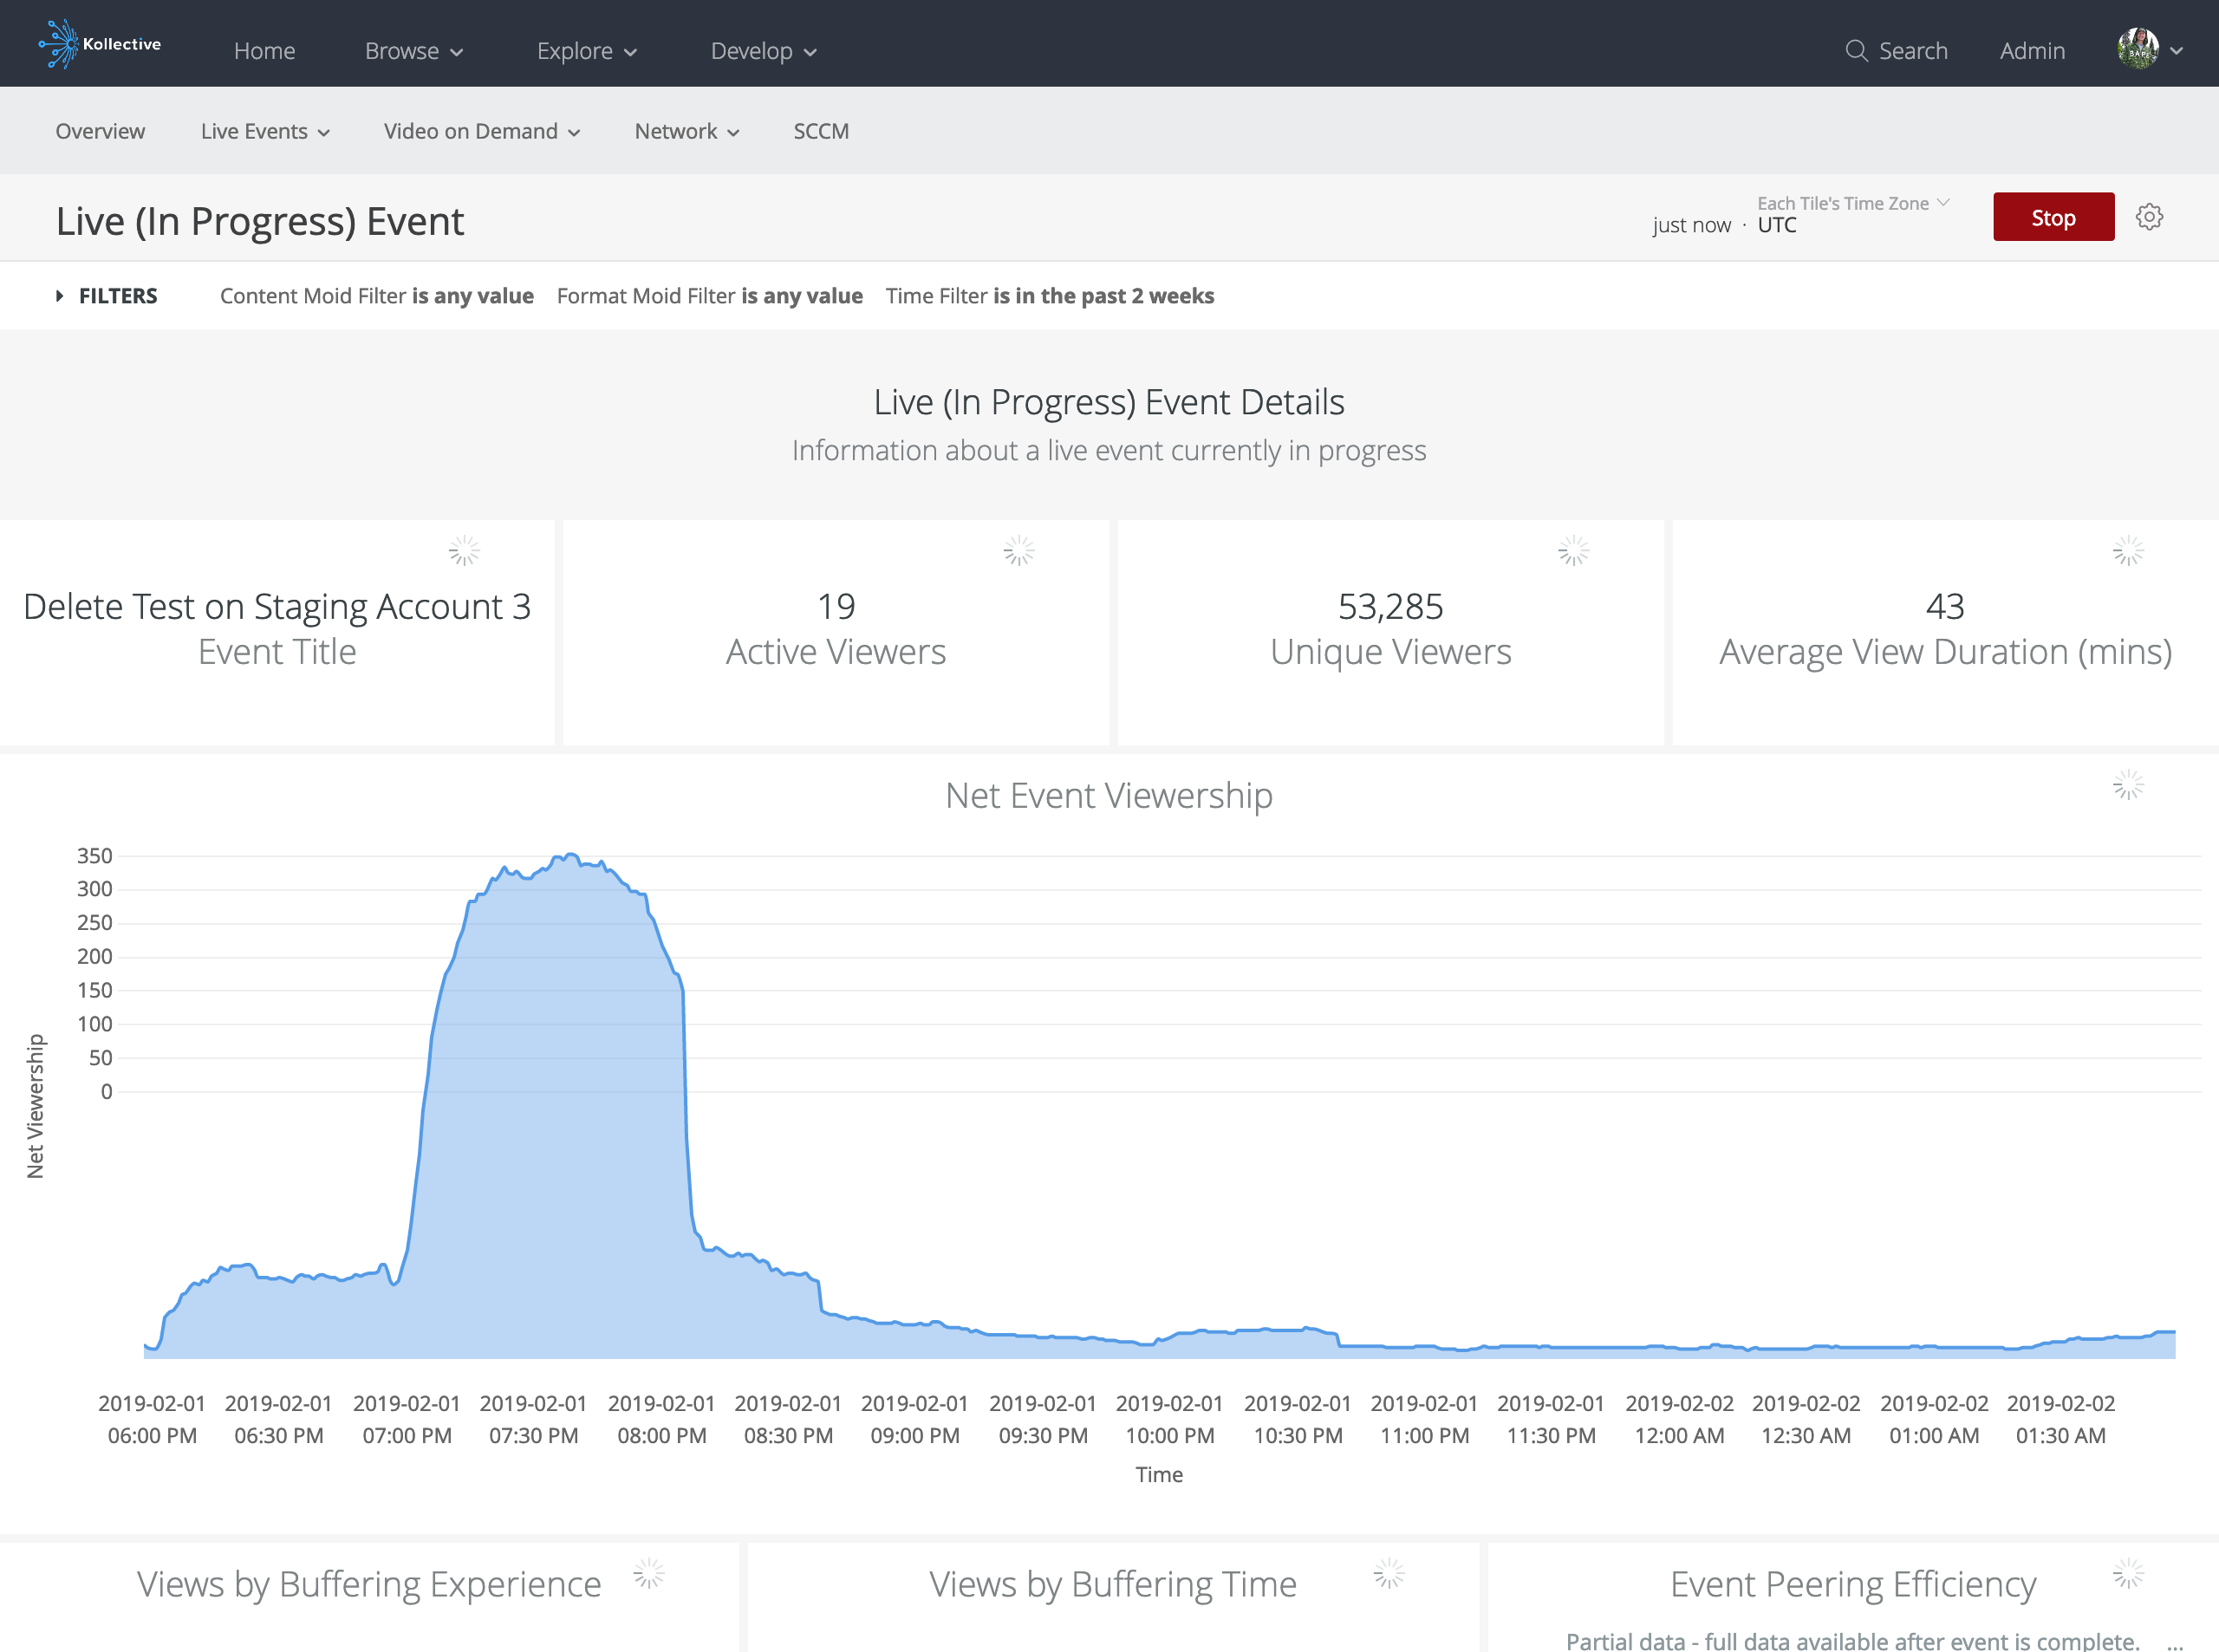 Kollective Home Browse Explore Develop Search Admin
Overview Live Events Video on Demand Network SCCM
Live (In Progress) Event
Each Tile's Time Zone
just now · UTC
Stop
FILTERS Content Moid Filter is any value Format Moid Filter is any value Time Filter is in the past 2 weeks
Live (In Progress) Event Details
Information about a live event currently in progress
Delete Test on Staging Account 3
Event Title
19
Active Viewers
53,285
Unique Viewers
43
Average View Duration (mins)
Net Event Viewership
350
300
250
200
150
100
50
0
Net Viewership
2019-02-01 2019-02-01 2019-02-01 2019-02-01 2019-02-01 2019-02-01 2019-02-01 2019-02-01 2019-02-01 2019-02-01 2019-02-01 2019-02-01 2019-02-02 2019-02-02 2019-02-02 2019-02-02
06:00 PM 06:30 PM 07:00 PM 07:30 PM 08:00 PM 08:30 PM 09:00 PM 09:30 PM 10:00 PM 10:30 PM 11:00 PM 11:30 PM 12:00 AM 12:30 AM 01:00 AM 01:30 AM
Time
Views by Buffering Experience
Views by Buffering Time
Event Peering Efficiency
Partial data - full data available after event is complete. ...